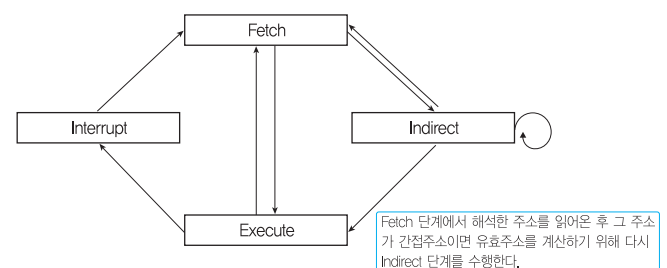 Fetch
Interrupt
Indirect
Execute
Fetch 단계에서 해석한 주소를 읽어온 후 그 주소
가 간접주소이면 유효주소를 계산하기 위해 다시
Indirect 단계를 수행한다.